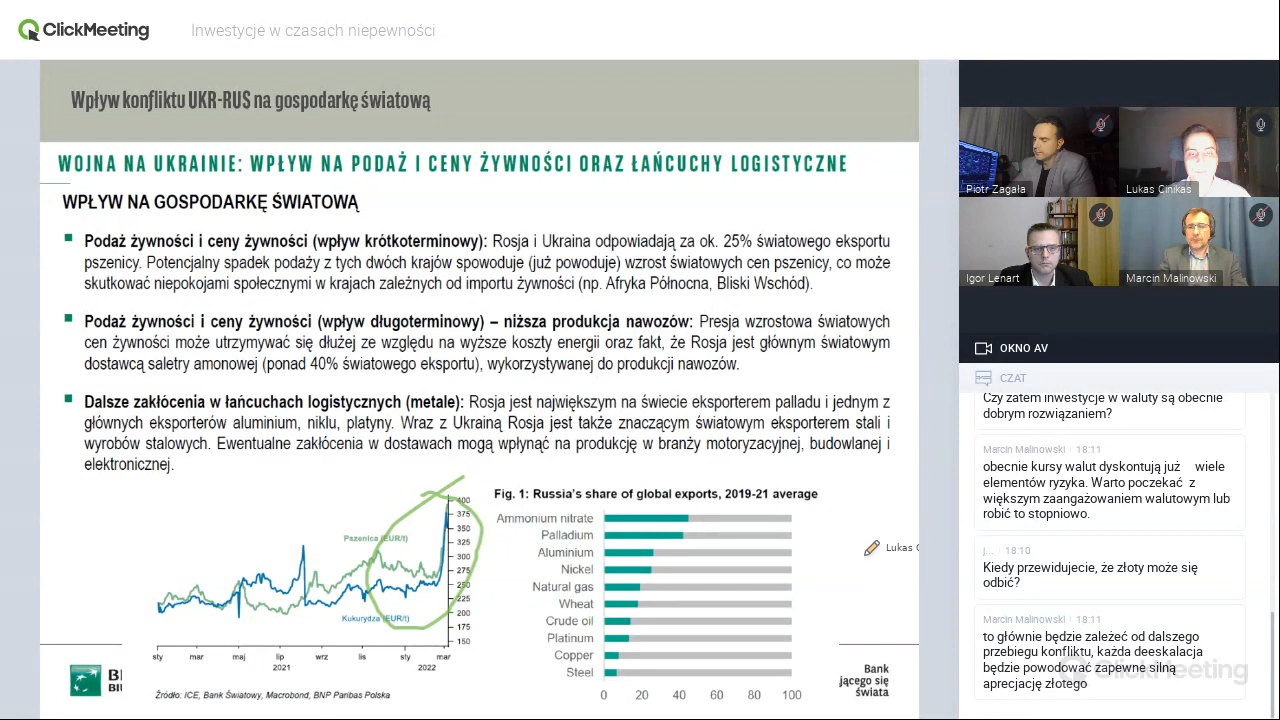 ClickMeeting
Inwestycje w czasach niepewności
Wpływ konfliktu UKR-RUS na gospodarkę światową
WOJNA NA UKRAINIE: WPŁYW NA PODAŻ I CENY ŻYWNOŚCI ORAZ ŁAŃCUCHY LOGISTYCZNE
WPŁYW NA GOSPODARKĘ ŚWIATOWĄ
Podaż żywności i ceny żywności (wpływ krótkoterminowy): Rosja i Ukraina odpowiadają za ok. 25% światowego eksportu
pszenicy. Potencjalny spadek podaży z tych dwóch krajów spowoduje (już powoduje) wzrost światowych cen pszenicy, co może
skutkować niepokojami społecznymi w krajach zależnych od importu żywności (np. Afryka Północna, Bliski Wschód).
Podaż żywności i ceny żywności (wpływ długoterminowy) – niższa produkcja nawozów: Presja wzrostowa światowych
cen żywności może utrzymywać się dłużej ze względu na wyższe koszty energii oraz fakt, że Rosja jest głównym światowym
dostawcą saletry amonowej (ponad 40% światowego eksportu), wykorzystywanej do produkcji nawozów.
Dalsze zakłócenia w łańcuchach logistycznych (metale): Rosja jest największym na świecie eksporterem palladu i jednym z
głównych eksporterów aluminium, niklu, platyny. Wraz z Ukrainą Rosja jest także znaczącym światowym eksporterem stali i
wyrobów stalowych. Ewentualne zakłócenia w dostawach mogą wpłynąć na produkcję w branży motoryzacyjnej, budowlanej i
elektronicznej.
Pszenica (EUR/t)
Kukurydza (EUR/t)
400
375
350
325
300
275
250
225
200
175
150
sty mar maj lip wrz lis sty mar
2021 2022
Źródło: ICE, Bank Światowy, Macrobond, BNP Paribas Polska
Fig. 1: Russia's share of global exports, 2019-21 average
Ammonium nitrate
Palladium
Aluminium
Nickel
Natural gas
Wheat
Crude oil
Platinum
Copper
Steel
0 20 40 60 80 100
Lukas C
Bank
jącego się
świata
Piotr Zagała
Lukas Cinikas
Igor Lenart
Marcin Malinowski
OKNO AV
CZAT
Czy zatem inwestycje w waluty są obecnie
dobrym rozwiązaniem?
Marcin Malinowski 18:11
obecnie kursy walut dyskontują już wiele
elementów ryzyka. Warto poczekać z
większym zaangażowaniem walutowym lub
robić to stopniowo.
j... 18:10
Kiedy przewidujecie, że złoty może się
odbić?
Marcin Malinowski 18:11
to głównie będzie zależeć od dalszego
przebiegu konfliktu, każda deeskalacja
będzie powodować zapewne silną
aprecjację złotego
ClickMeeting